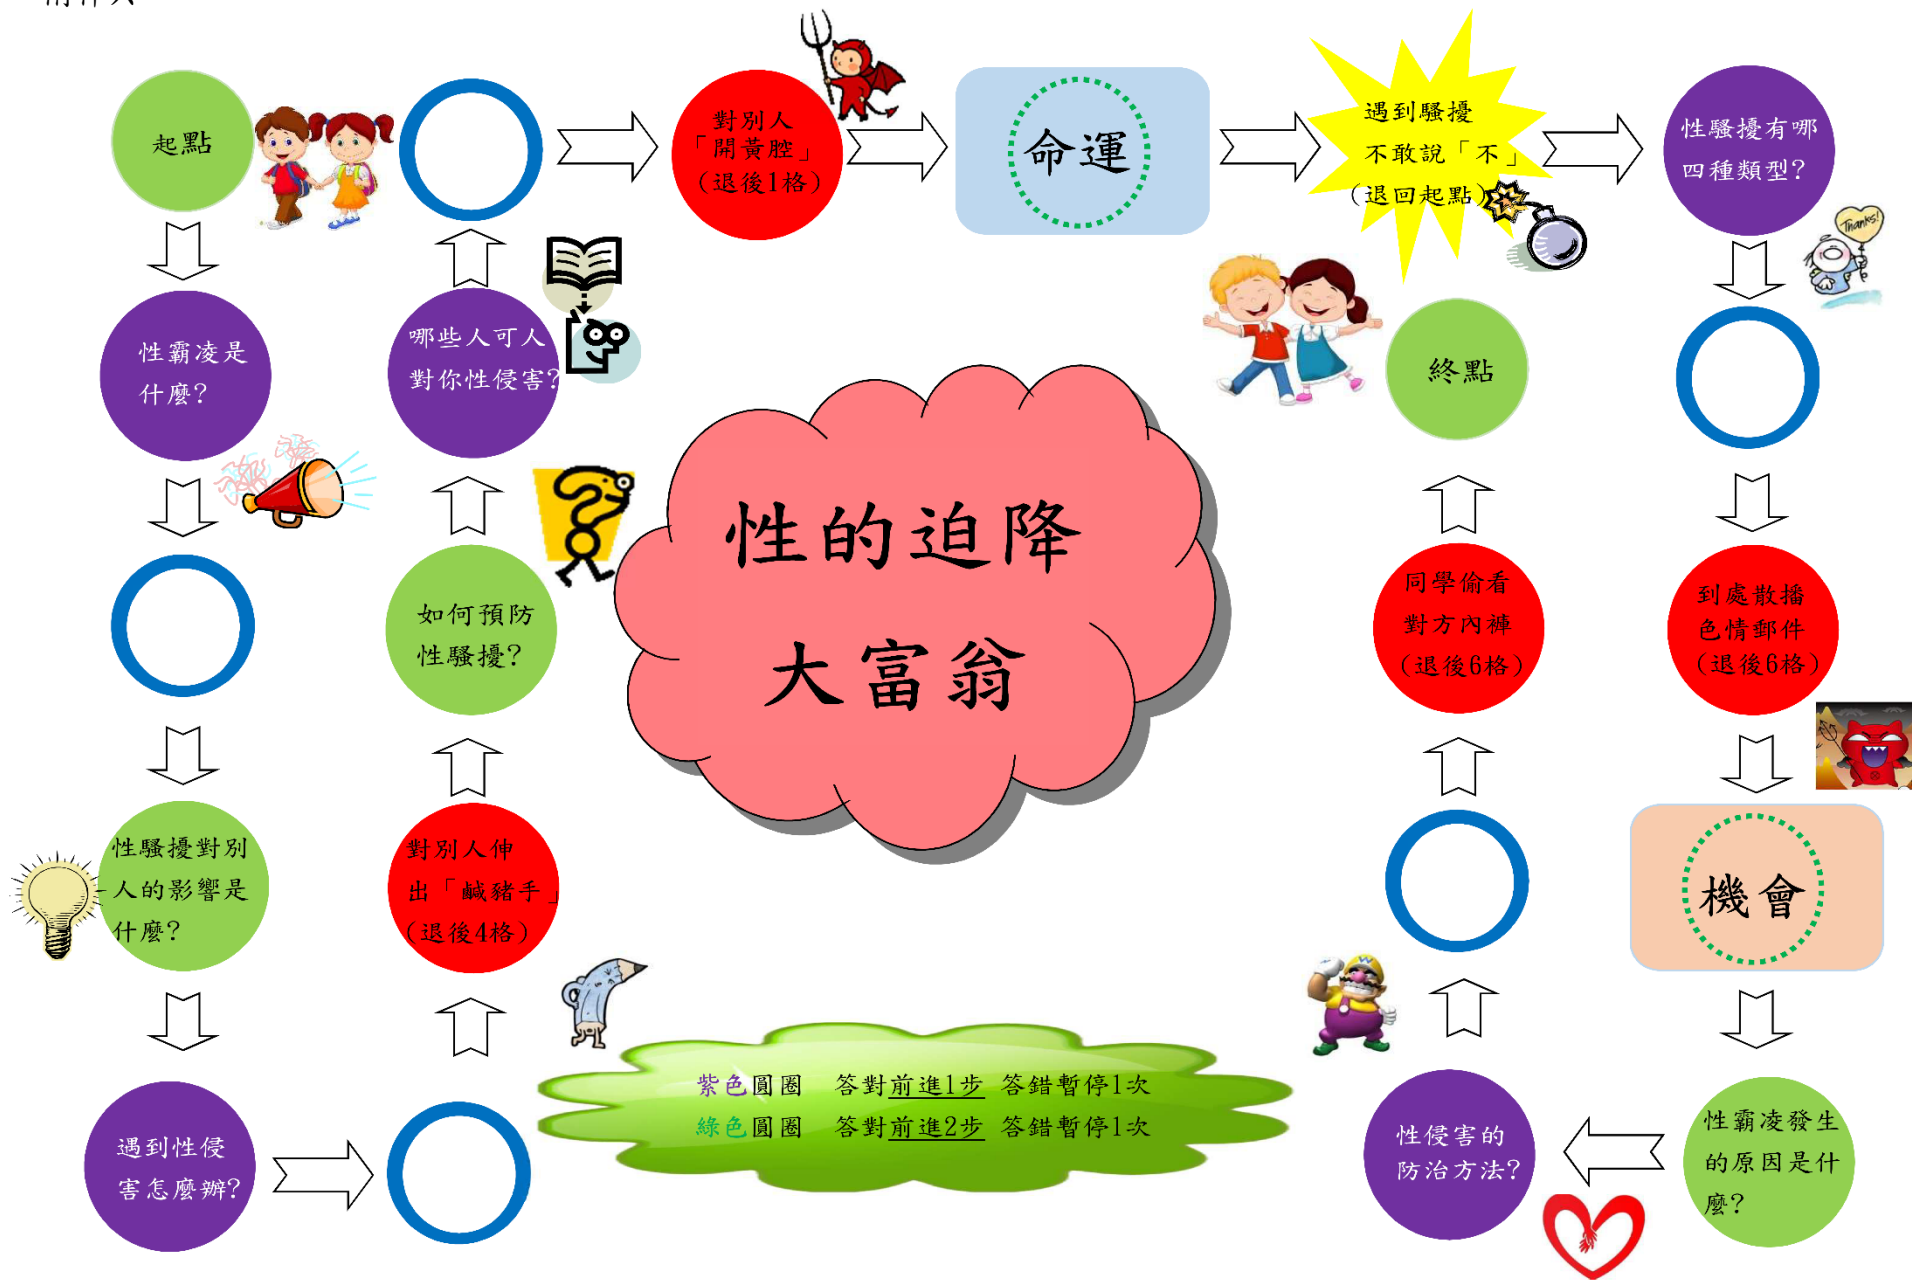 起點
性霸凌是
什麼?
性騷擾對別
人的影響是
什麼?
遇到性侵
害怎麼辦?
對別人伸
出「鹹豬手」
(退後4格)
如何預防
性騷擾?
哪些人可人
對你性侵害?
對別人
「開黃腔」
(退後1格)
命運
遇到騷擾
不敢說「不」
(退回起點)
性騷擾有哪
四種類型?
到處散播
色情郵件
(退後6格)
機會
性霸凌發生
的原因是什
麼?
性侵害的
防治方法?
同學偷看
對方內褲
(退後6格)
終點
性的迫降
大富翁
紫色圓圈 答對前進1步 答錯暫停1次
綠色圓圈 答對前進2步 答錯暫停1次
Thanks!